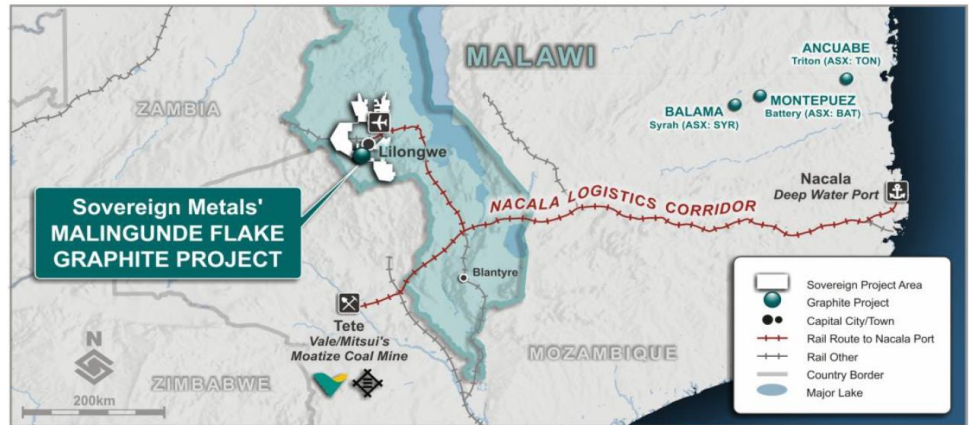 MALAWI
ANCUABE
Triton (ASX: TON)
MONTEPUEZ
Battery (ASX: BAT)
BALAMA
Syrah (ASX: SYR)
ZAMBIA
Lilongwe
Nacala
Deep Water Port
NACALA LOGISTICS CORRIDOR
Sovereign Metals'
MALINGUNDE FLAKE
GRAPHITE PROJECT
Blantyre
Tete
Vale/Mitsui's
Moatize Coal Mine
MOZAMBIQUE
ZIMBABWE
N
200km
Sovereign Project Area
Graphite Project
Capital City/Town
Rail Route to Nacala Port
Rail Other
Country Border
Major Lake